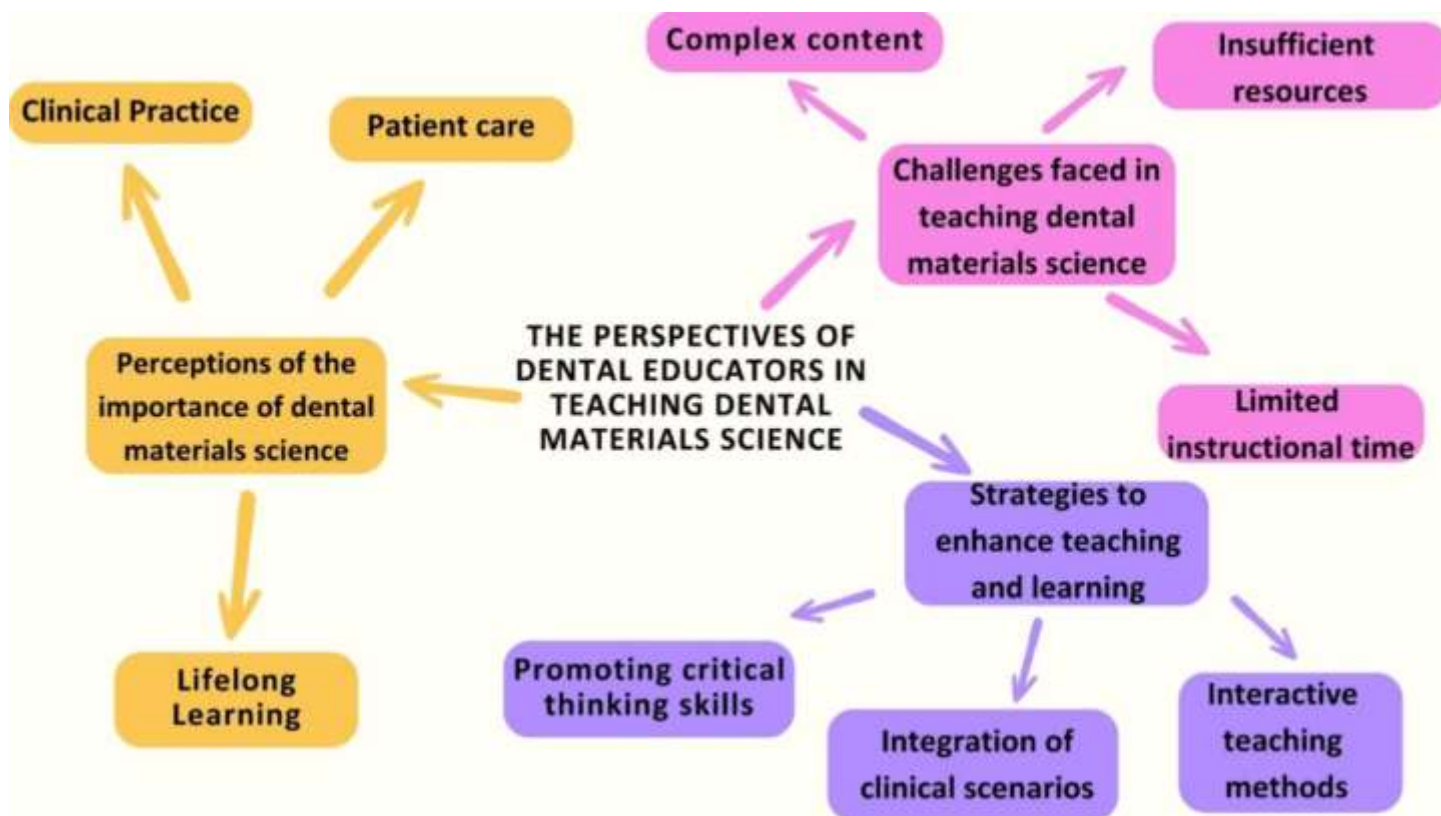 Complex content
Insufficient
resources
Clinical Practice
Patient care
Challenges faced in
teaching dental
materials science
THE PERSPECTIVES OF
DENTAL EDUCATORS IN
TEACHING DENTAL
MATERIALS SCIENCE
Perceptions of the
importance of dental
materials science
Limited
instructional time
Strategies to
enhance teaching
and learning
Lifelong
Learning
Promoting critical
thinking skills
Integration of
clinical scenarios
Interactive
teaching
methods